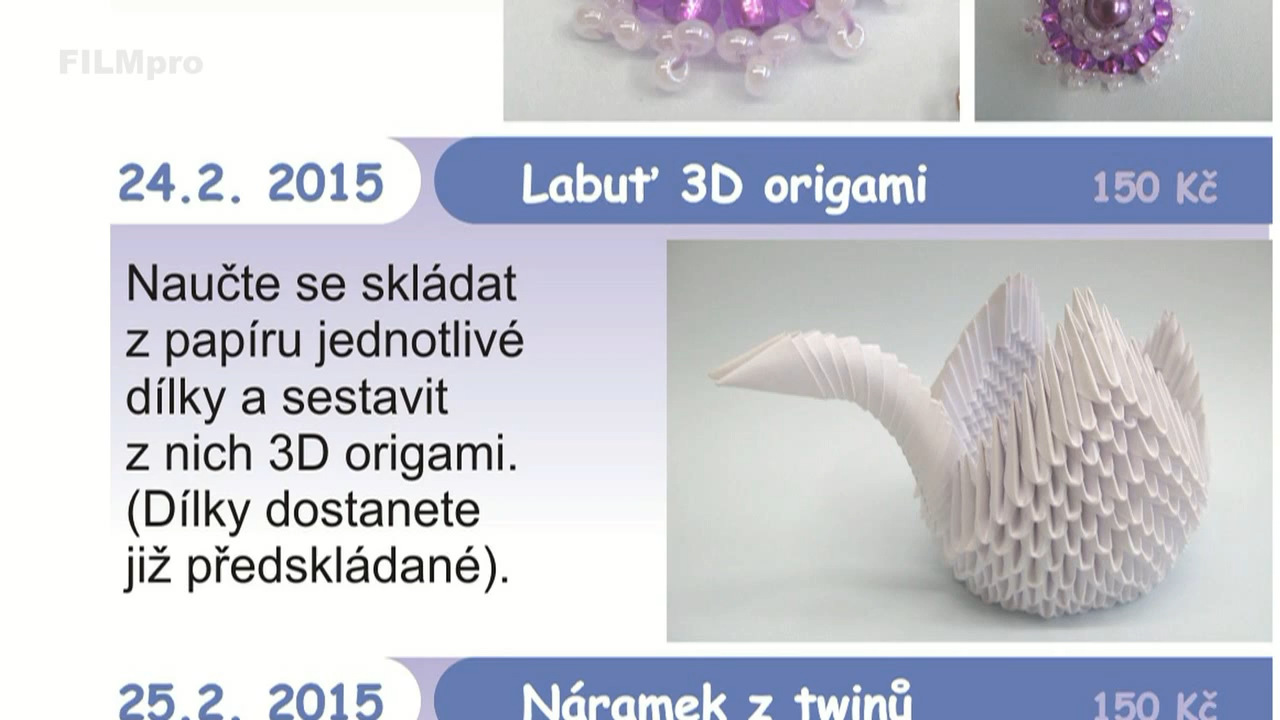 FILMpro
24.2. 2015 Labuť 3D origami 150 Kč
Naučte se skládat
z papíru jednotlivé
dílky a sestavit
z nich 3D origami.
(Dílky dostanete
již předskládané).
25.2. 2015 Náramek z twinů 150 Kč